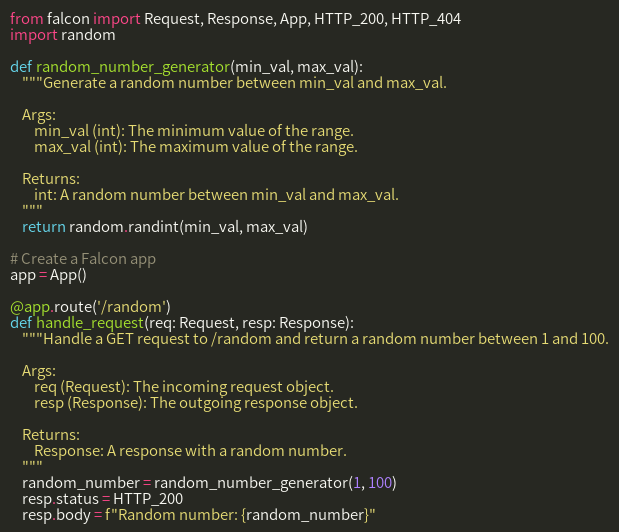 from falcon import Request, Response, App, HTTP_200, HTTP_404
import random

def random_number_generator(min_val, max_val):
    """Generate a random number between min_val and max_val.

    Args:
        min_val (int): The minimum value of the range.
        max_val (int): The maximum value of the range.

    Returns:
        int: A random number between min_val and max_val.
    """
    return random.randint(min_val, max_val)

# Create a Falcon app
app = App()

@app.route('/random')
def handle_request(req: Request, resp: Response):
    """Handle a GET request to /random and return a random number between 1 and 100.

    Args:
        req (Request): The incoming request object.
        resp (Response): The outgoing response object.

    Returns:
        Response: A response with a random number.
    """
    random_number = random_number_generator(1, 100)
    resp.status = HTTP_200
    resp.body = f"Random number: {random_number}"